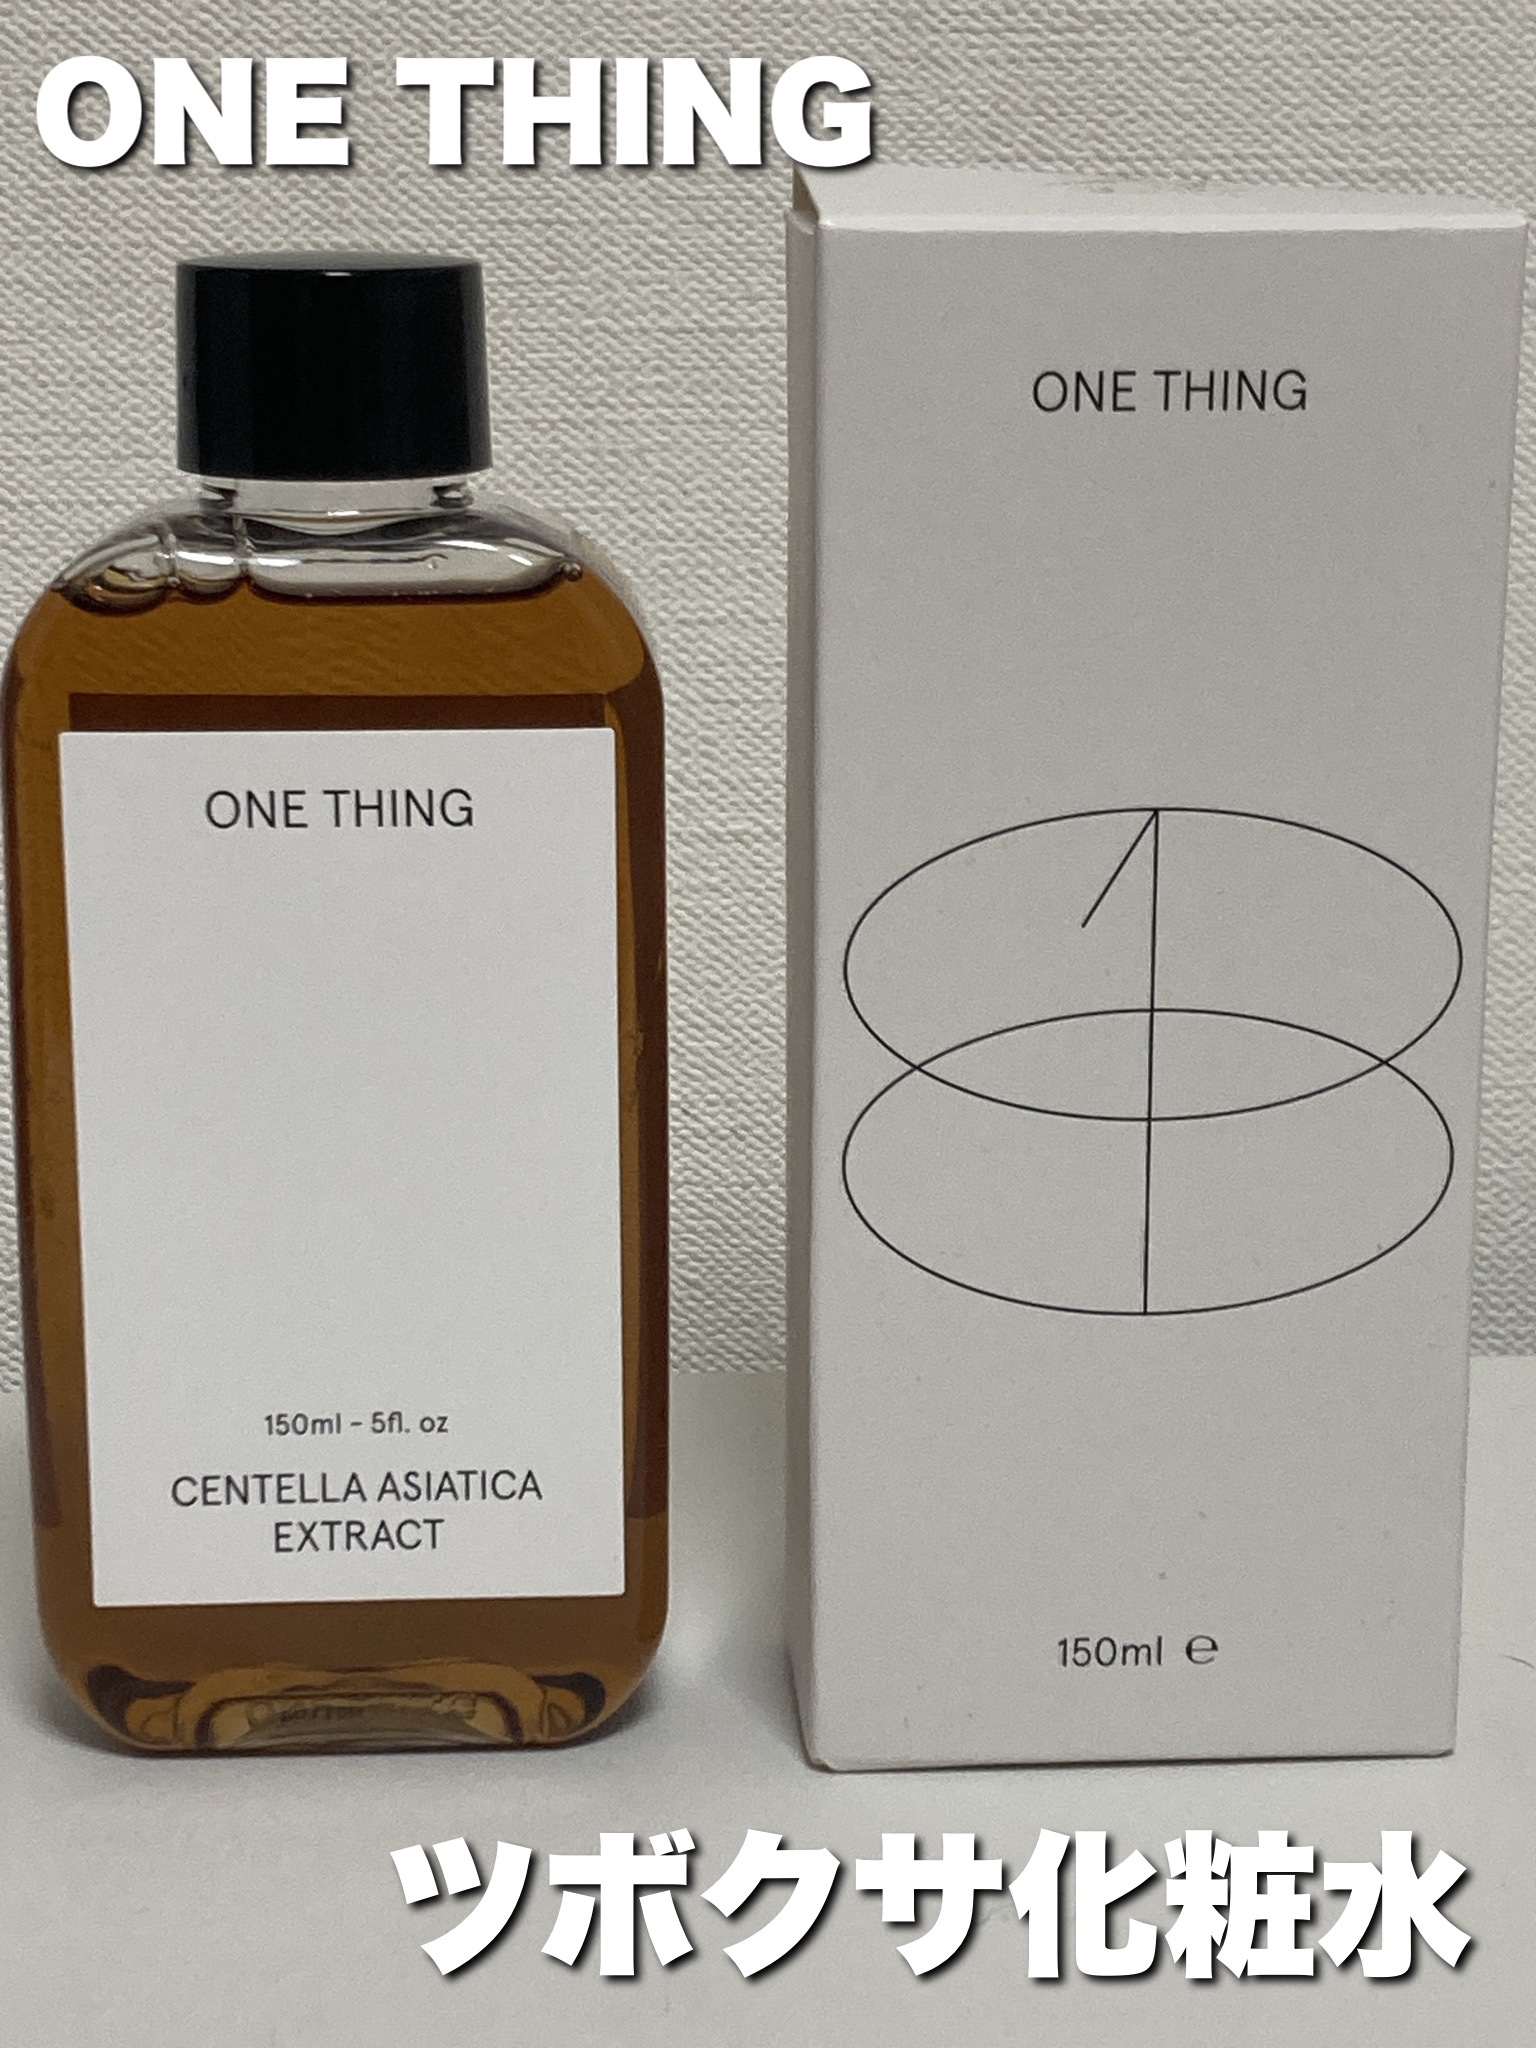 ONE THING
ONE THING
ONE THING
150ml - 5fl. oz
CENTELLA ASIATICA
EXTRACT
150ml ℮
ツボクサ化粧水